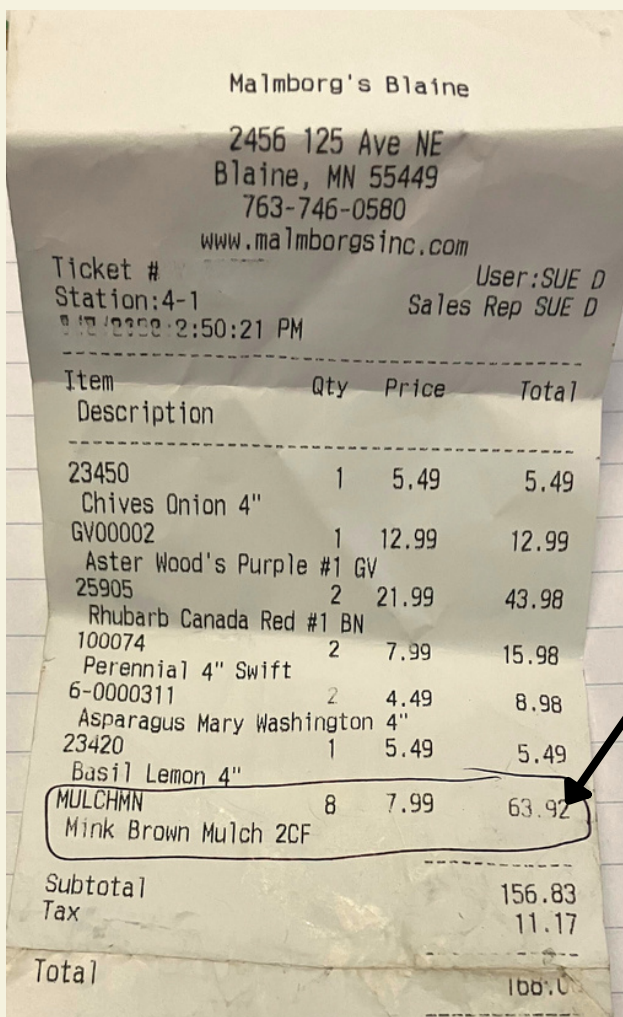 Malmborg's Blaine
2456 125 Ave NE
Blaine, MN 55449
763-746-0580
www.malmborgsinc.com
Ticket #
User:SUE D
Station:4-1 Sales Rep SUE D
2:50:21 PM
Item Qty Price Total
Description
23450 1 5.49 5.49
Chives Onion 4"
GV00002 1 12.99 12.99
Aster Wood's Purple #1 GV
25905 2 21.99 43.98
Rhubarb Canada Red #1 BN
100074 2 7.99 15.98
Perennial 4" Swift
6-0000311 2 4.49 8.98
Asparagus Mary Washington 4"
23420 1 5.49 5.49
Basil Lemon 4"
MULCHMN 8 7.99 63.92
Mink Brown Mulch 2CF
Subtotal 156.83
Tax 11.17
Total